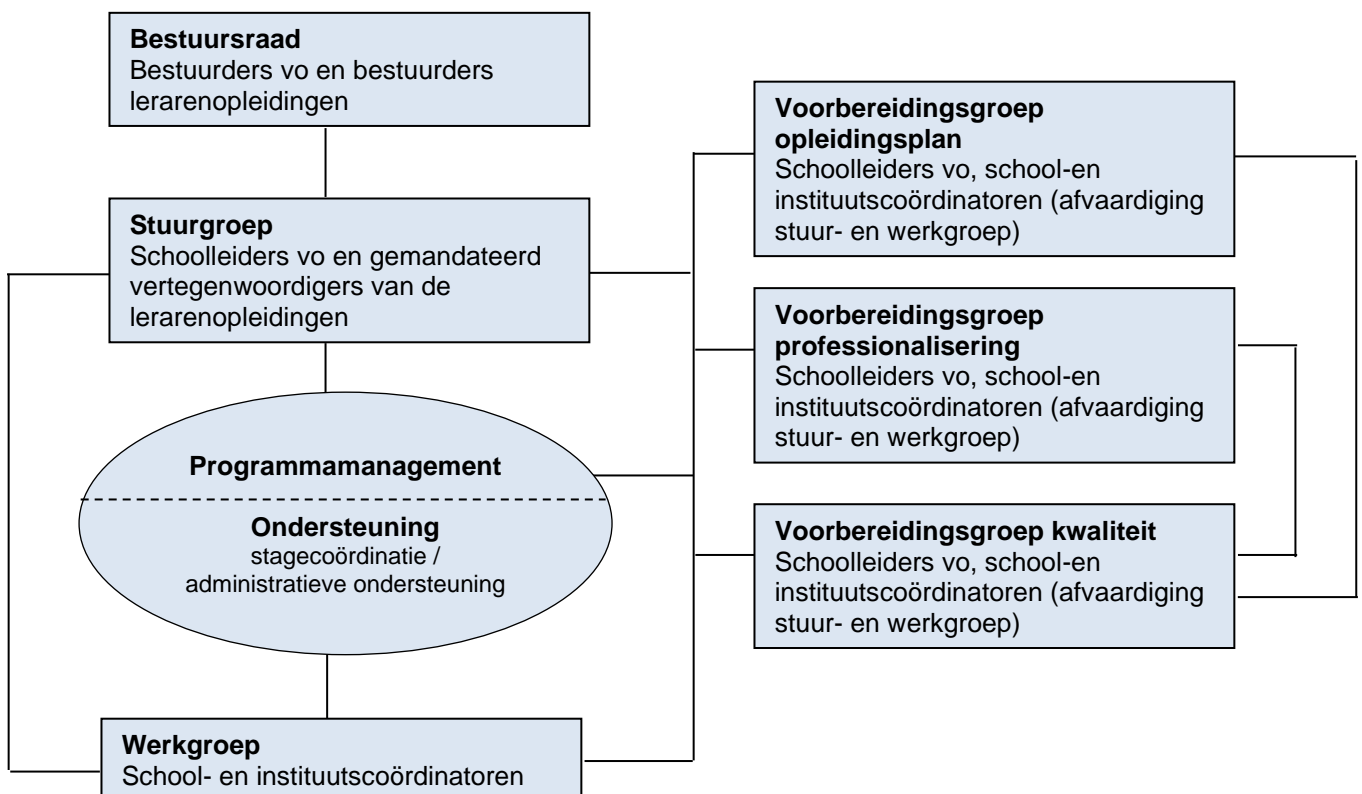 Bestuursraad
Bestuurders vo en bestuurders
lerarenopleidingen
Stuurgroep
Schoolleiders vo en gemandateerd
vertegenwoordigers van de
lerarenopleidingen
Programmamanagement
Ondersteuning
stagecoördinatie /
administratieve ondersteuning
Werkgroep
School- en instituutscoördinatoren
Voorbereidingsgroep
opleidingsplan
Schoolleiders vo, school-en
instituutscoördinatoren (afvaardiging
stuur- en werkgroep)
Voorbereidingsgroep
professionalisering
Schoolleiders vo, school-en
instituutscoördinatoren (afvaardiging
stuur- en werkgroep)
Voorbereidingsgroep kwaliteit
Schoolleiders vo, school-en
instituutscoördinatoren (afvaardiging
stuur- en werkgroep)